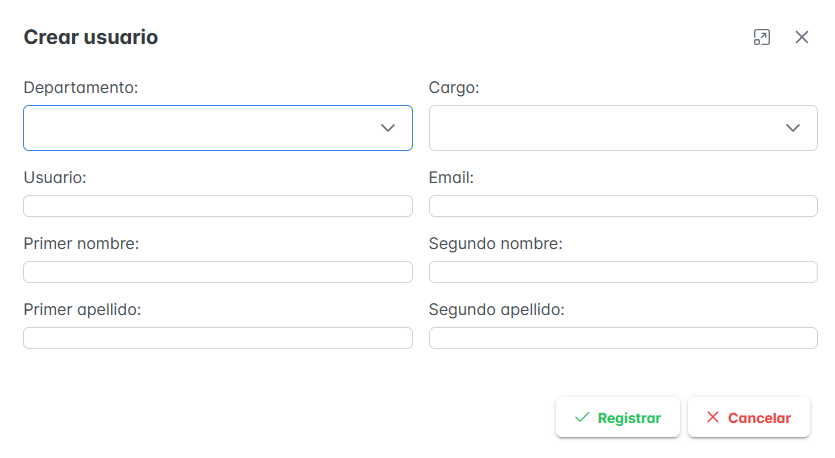 Crear usuario
Departamento: Cargo:
Usuario: Email:
Primer nombre: Segundo nombre:
Primer apellido: Segundo apellido:
Registrar Cancelar